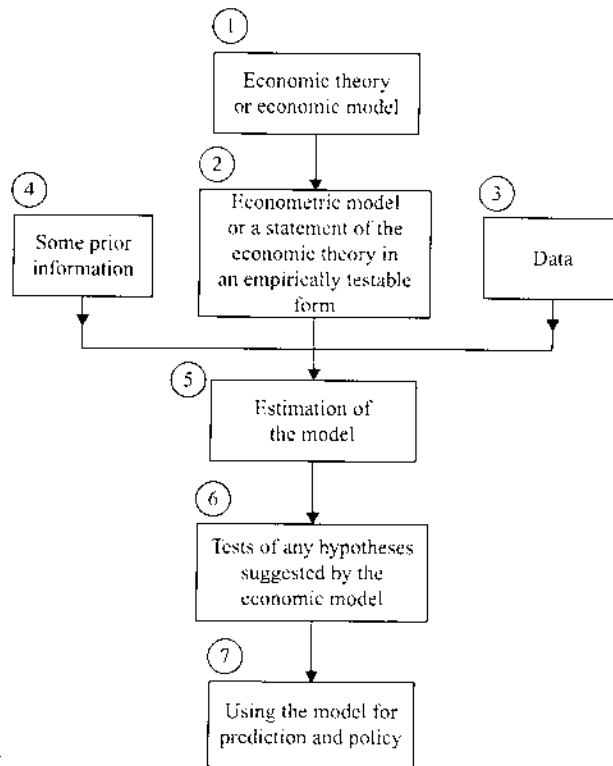 1
Economic theory
or economic model
2
Econometric model
or a statement of the
economic theory in
an empirically testable
form
4
Some prior
information
3
Data
5
Estimation of
the model
6
Tests of any hypotheses
suggested by the
economic model
7
Using the model for
prediction and policy